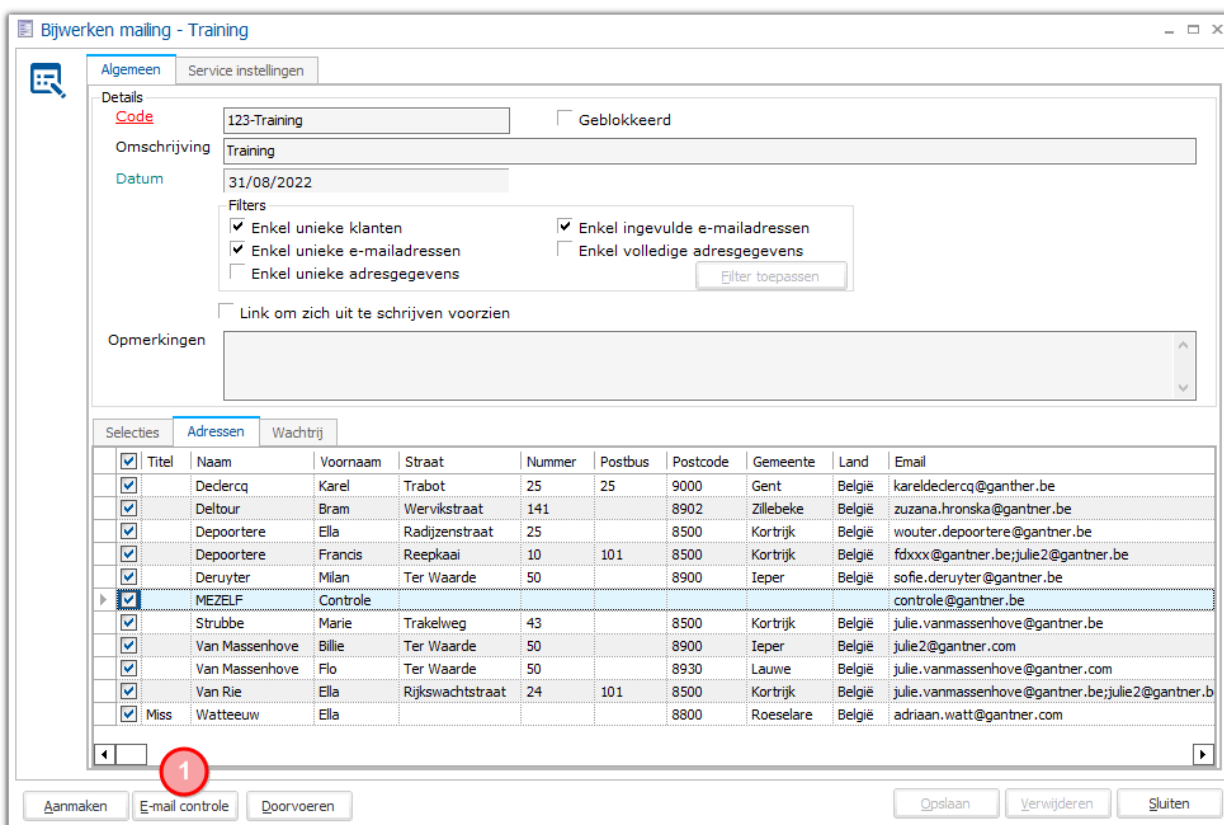 Bijwerken mailing - Training
Algemeen Service instellingen
Details
Code 123-Training Geblokkeerd
Omschrijving Training
Datum 31/08/2022
Filters
Enkel unieke klanten Enkel ingevulde e-mailadressen
Enkel unieke e-mailadressen Enkel volledige adresgegevens
Enkel unieke adresgegevens Filter toepassen
Link om zich uit te schrijven voorzien
Opmerkingen
Selecties Adressen Wachtrij
Titel Naam Voornaam Straat Nummer Postbus Postcode Gemeente Land Email
Declercq Karel Trabot 25 25 9000 Gent België kareldeclercq@ganther.be
Deltour Bram Wervikstraat 141 8902 Zillebeke België zuzana.hronska@gantner.be
Depoortere Ella Radijzenstraat 25 8500 Kortrijk België wouter.depoortere@gantner.be
Depoortere Francis Reepkaai 10 101 8500 Kortrijk België fdxxx@gantner.be;julie2@gantner.be
Deruyter Milan Ter Waarde 50 8900 Ieper België sofie.deruyter@gantner.be
MEZELF Controle controle@gantner.be
Strubbe Marie Trakelweg 43 8500 Kortrijk België julie.vanmassenhove@gantner.be
Van Massenhove Billie Ter Waarde 50 8900 Ieper België julie2@gantner.com
Van Massenhove Flo Ter Waarde 50 8930 Lauwe België julie.vanmassenhove@gantner.com
Van Rie Ella Rijkswachtstraat 24 101 8500 Kortrijk België julie.vanmassenhove@gantner.be;julie2@gantner.b
Miss Watteeuw Ella 8800 Roeselare België adriaan.watt@gantner.com
1
Aanmaken E-mail controle Doorvoeren Opslaan Verwijderen Sluiten